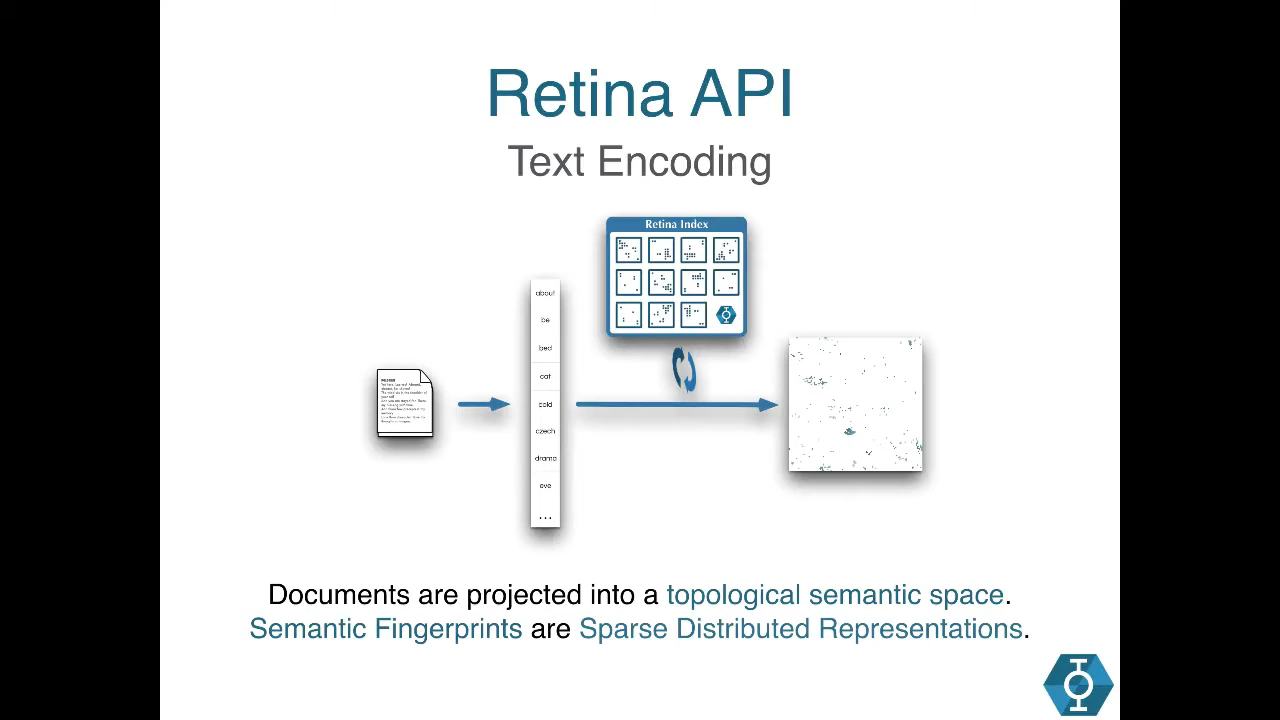 Retina API
Text Encoding
Retina Index
about
be
bed
cat
cold
czech
drama
eve
...
Documents are projected into a topological semantic space.
Semantic Fingerprints are Sparse Distributed Representations.